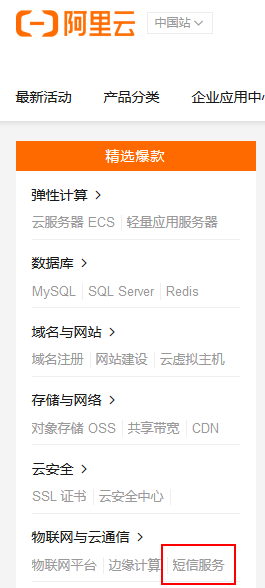 阿里云 中国站
最新活动 产品分类 企业应用中
精选爆款
弹性计算 >
云服务器 ECS 轻量应用服务器
数据库 >
MySQL SQL Server Redis
域名与网站 >
域名注册 网站建设 云虚拟主机
存储与网络 >
对象存储 OSS 共享带宽 CDN
云安全 >
SSL 证书 云安全中心
物联网与云通信 >
物联网平台 边缘计算 短信服务